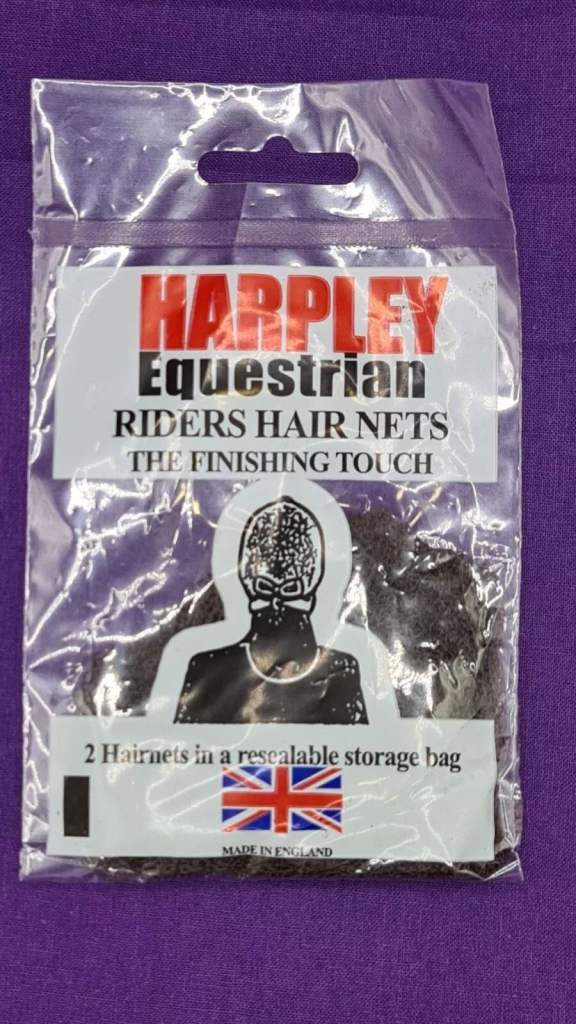 HARPLEY
Equestrian
RIDERS HAIR NETS
THE FINISHING TOUCH
2 Hairnets in a resealable storage bag
MADE IN ENGLAND